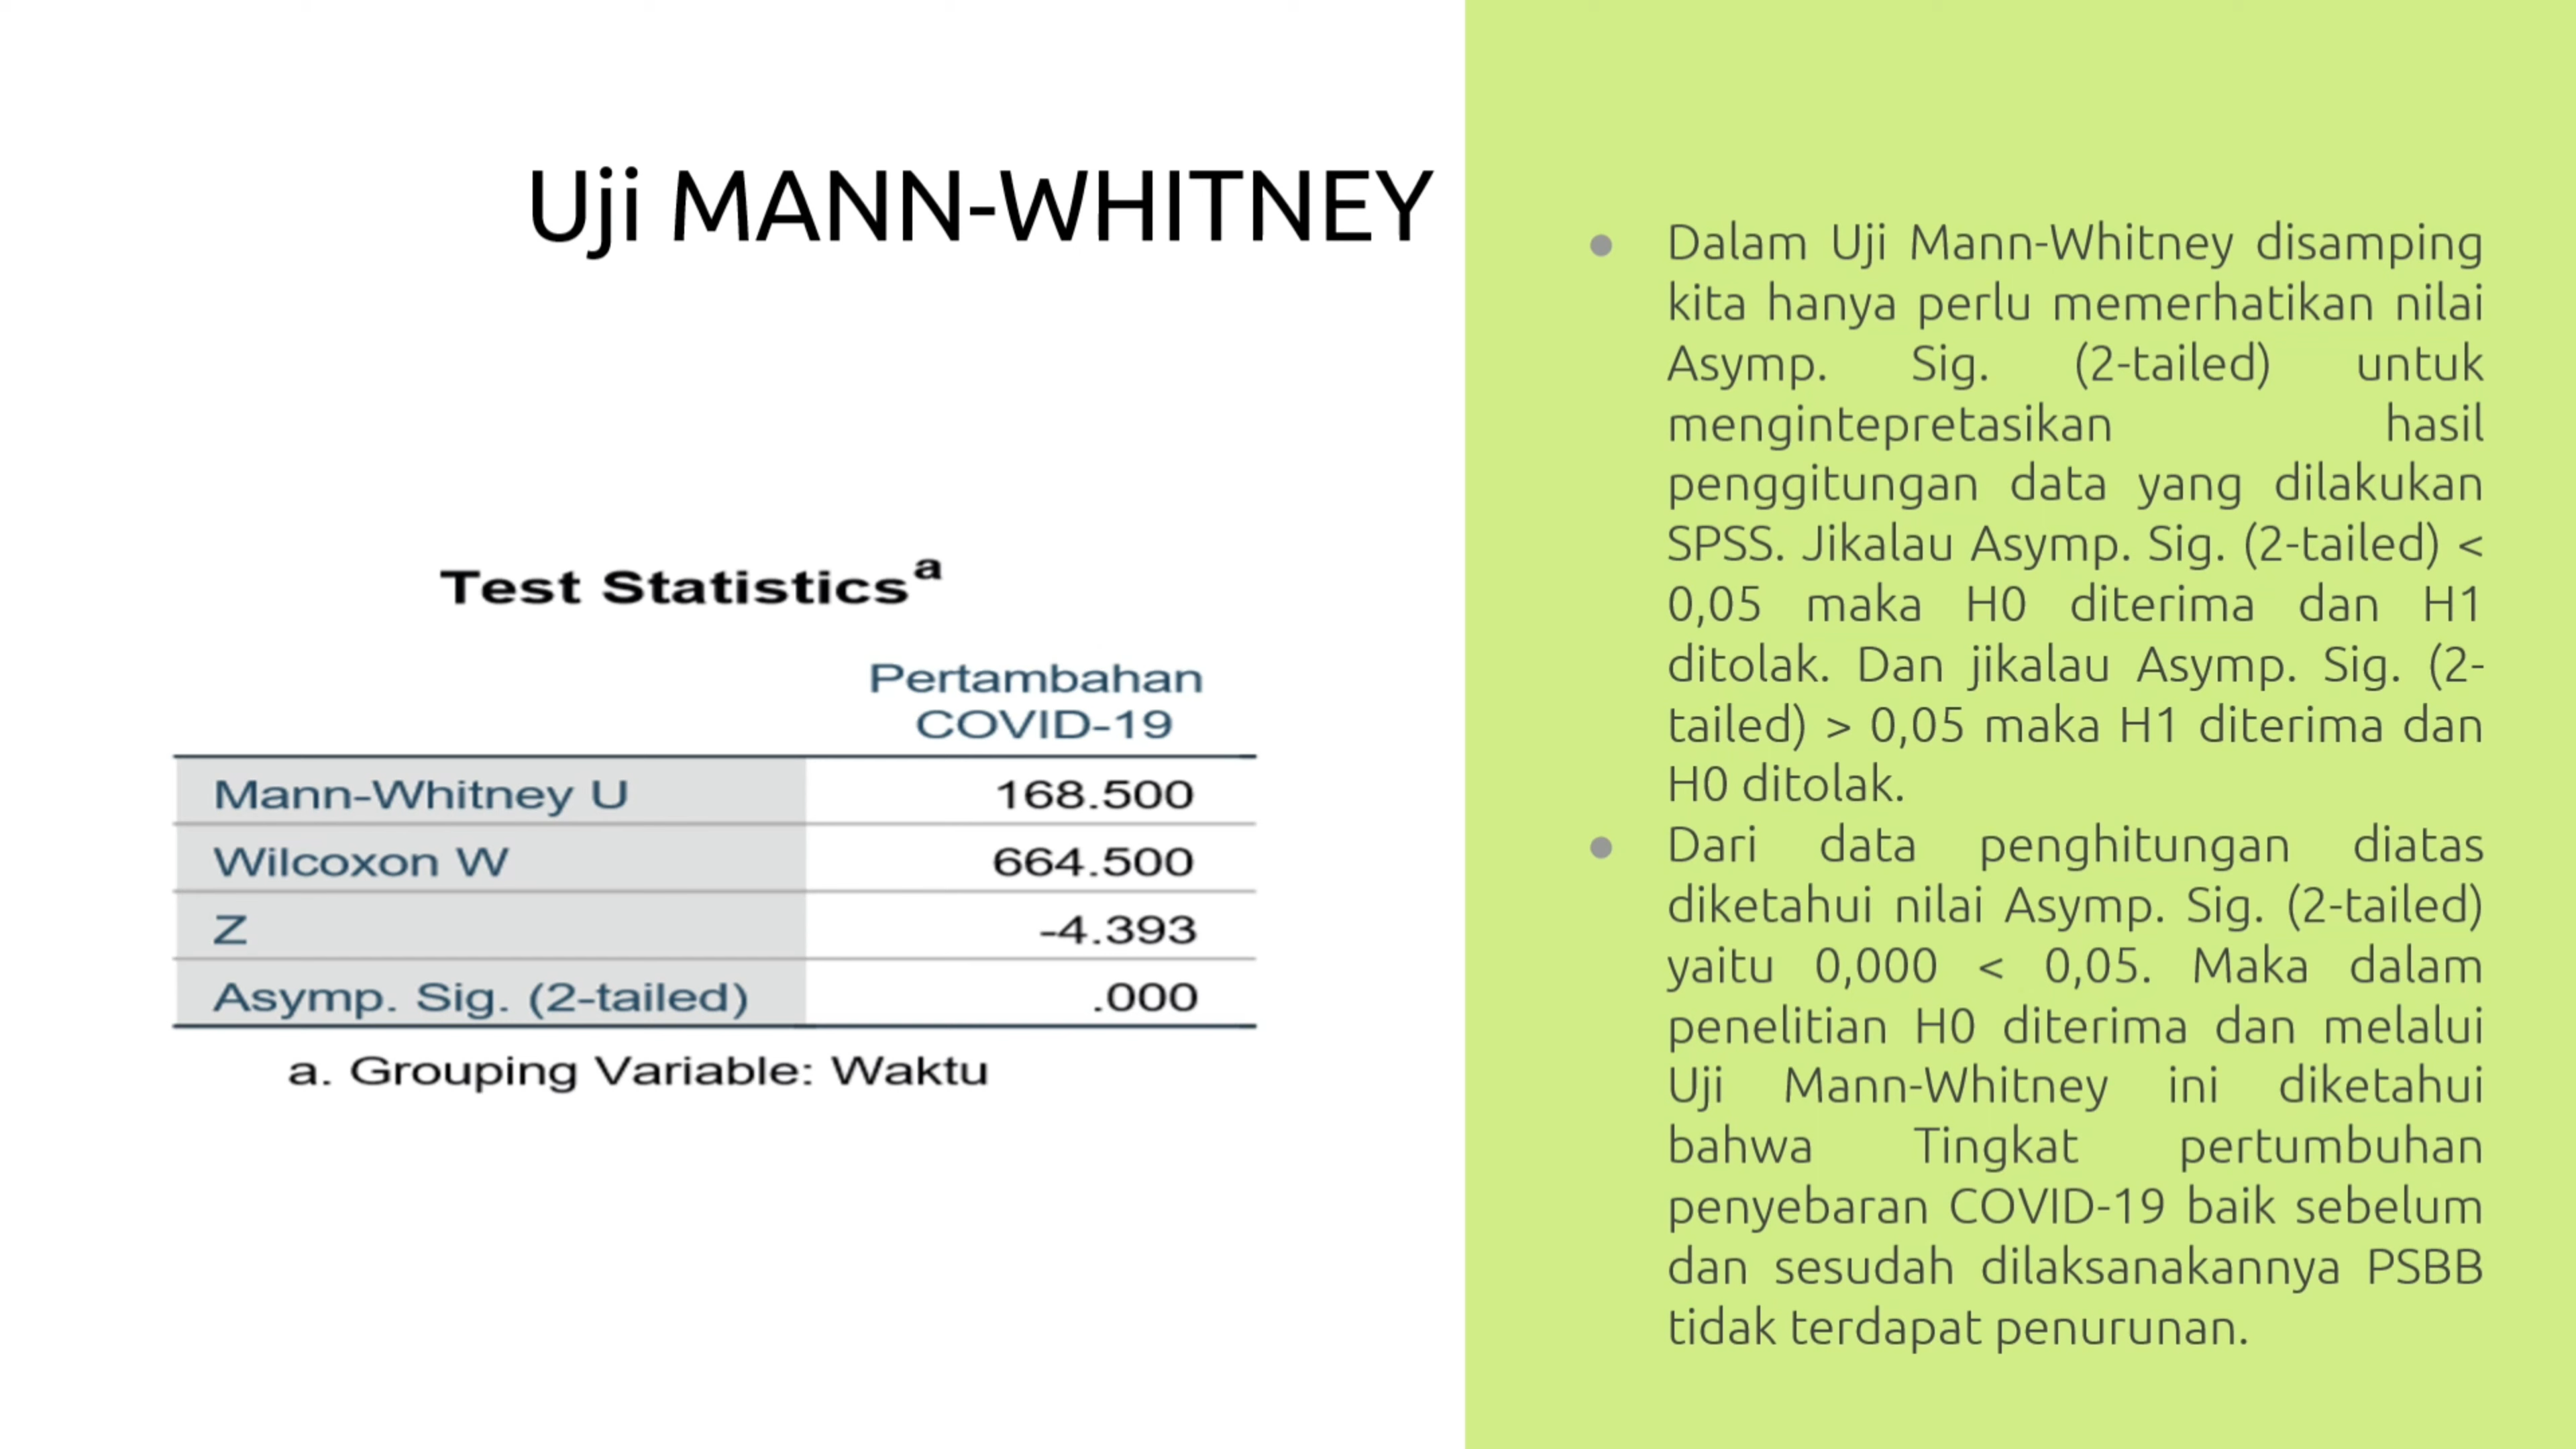 Uji MANN-WHITNEY
Test Statistics a
Pertambahan
COVID-19
Mann-Whitney U 168.500
Wilcoxon W 664.500
Z -4.393
Asymp. Sig. (2-tailed) .000
a. Grouping Variable: Waktu
● Dalam Uji Mann-Whitney disamping
kita hanya perlu memerhatikan nilai
Asymp. Sig. (2-tailed) untuk
mengintepretasikan hasil
penggitungan data yang dilakukan
SPSS. Jikalau Asymp. Sig. (2-tailed) <
0,05 maka H0 diterima dan H1
ditolak. Dan jikalau Asymp. Sig. (2-
tailed) > 0,05 maka H1 diterima dan
H0 ditolak.
● Dari data penghitungan diatas
diketahui nilai Asymp. Sig. (2-tailed)
yaitu 0,000 < 0,05. Maka dalam
penelitian H0 diterima dan melalui
Uji Mann-Whitney ini diketahui
bahwa Tingkat pertumbuhan
penyebaran COVID-19 baik sebelum
dan sesudah dilaksanakannya PSBB
tidak terdapat penurunan.